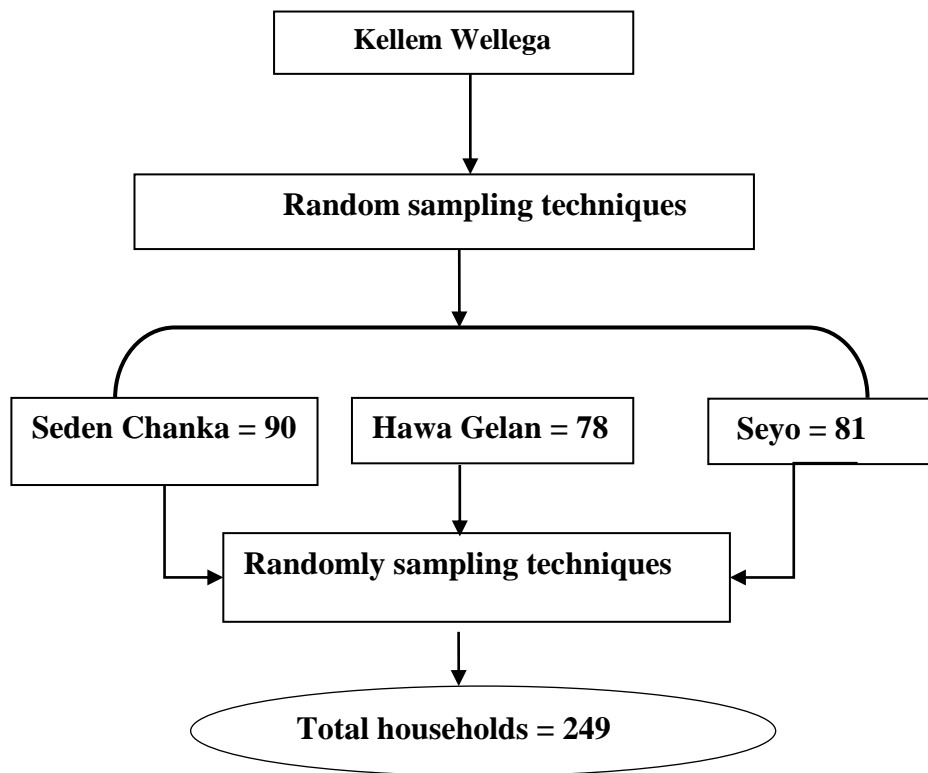 Kellem Wellega
Random sampling techniques
Seden Chanka = 90
Hawa Gelan = 78
Seyo = 81
Randomly sampling techniques
Total households = 249